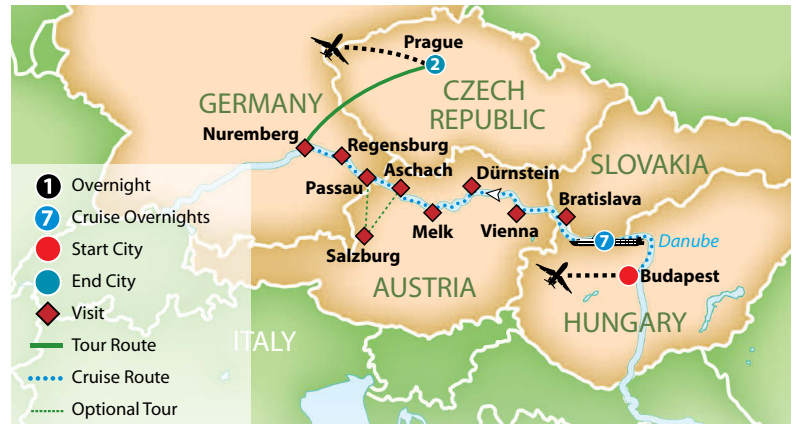 Prague
2
CZECH
REPUBLIC
GERMANY
Nuremberg
Regensburg
Aschach
Passau
Dürnstein
SLOVAKIA
Bratislava
Melk
Vienna
7
Danube
Salzburg
Budapest
AUSTRIA
HUNGARY
ITALY
1 Overnight
7 Cruise Overnights
Start City
End City
Visit
Tour Route
Cruise Route
Optional Tour